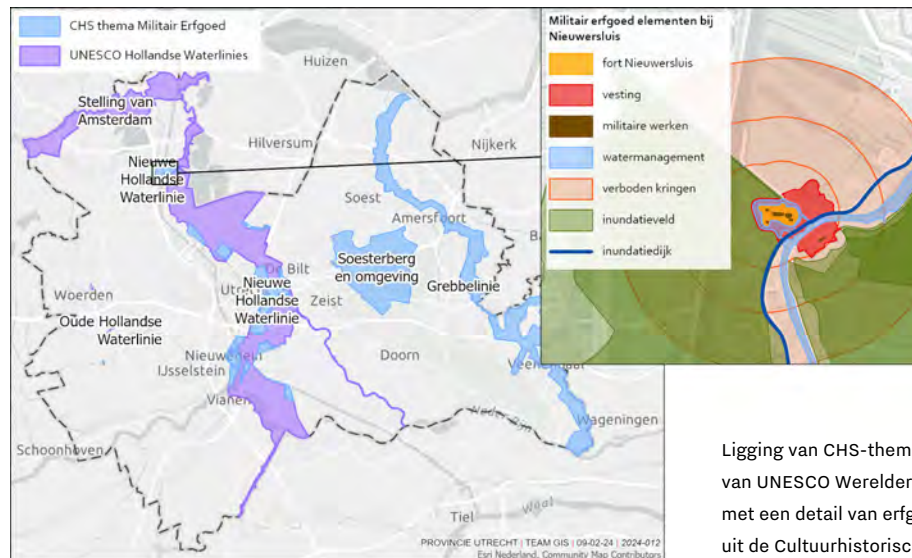 CHS thema Militair Erfgoed
UNESCO Hollandse Waterlinies
Huizen
Stelling van
Amsterdam
Hilversum
Nijkerk
Nieuwe
Hollandse
Waterlinie
Soest
Amersfoort
De Bilt
Soesterberg
en omgeving
Grebbelinie
Nieuwe
Hollandse
Waterlinie
Zeist
Woerden
Oude Hollandse
Waterlinie
Doorn
Nieuwegein
IJsselstein
Veenendaal
Vianen
Neder-Rijn
Wageningen
Schoonhoven
Tiel
Waal
PROVINCIE UTRECHT | TEAM GIS | 09-02-24 | 2024-012
Esri Nederland, Community Map Contributors
Militair erfgoed elementen bij
Nieuwersluis
fort Nieuwersluis
vesting
militaire werken
watermanagement
verboden kringen
inundatieveld
inundatiedijk
Ligging van CHS-them
van UNESCO Werelder
met een detail van erfg
uit de Cultuurhistorisc